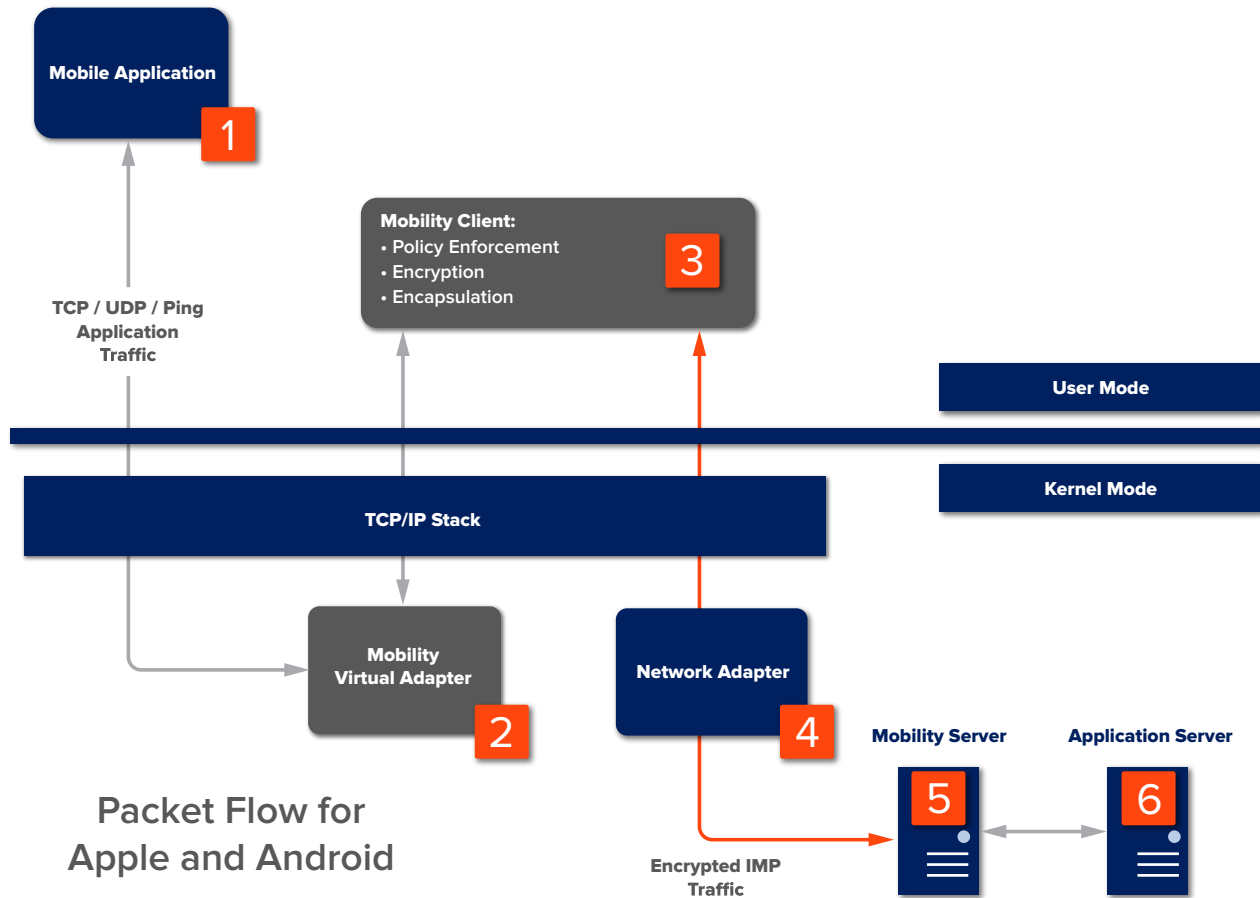 Mobile Application
1
Mobility Client:
• Policy Enforcement
• Encryption
• Encapsulation
3
TCP / UDP / Ping
Application
Traffic
User Mode
Kernel Mode
TCP/IP Stack
Mobility
Virtual Adapter
2
Network Adapter
4
Mobility Server
5
Application Server
6
Packet Flow for
Apple and Android
Encrypted IMP
Traffic